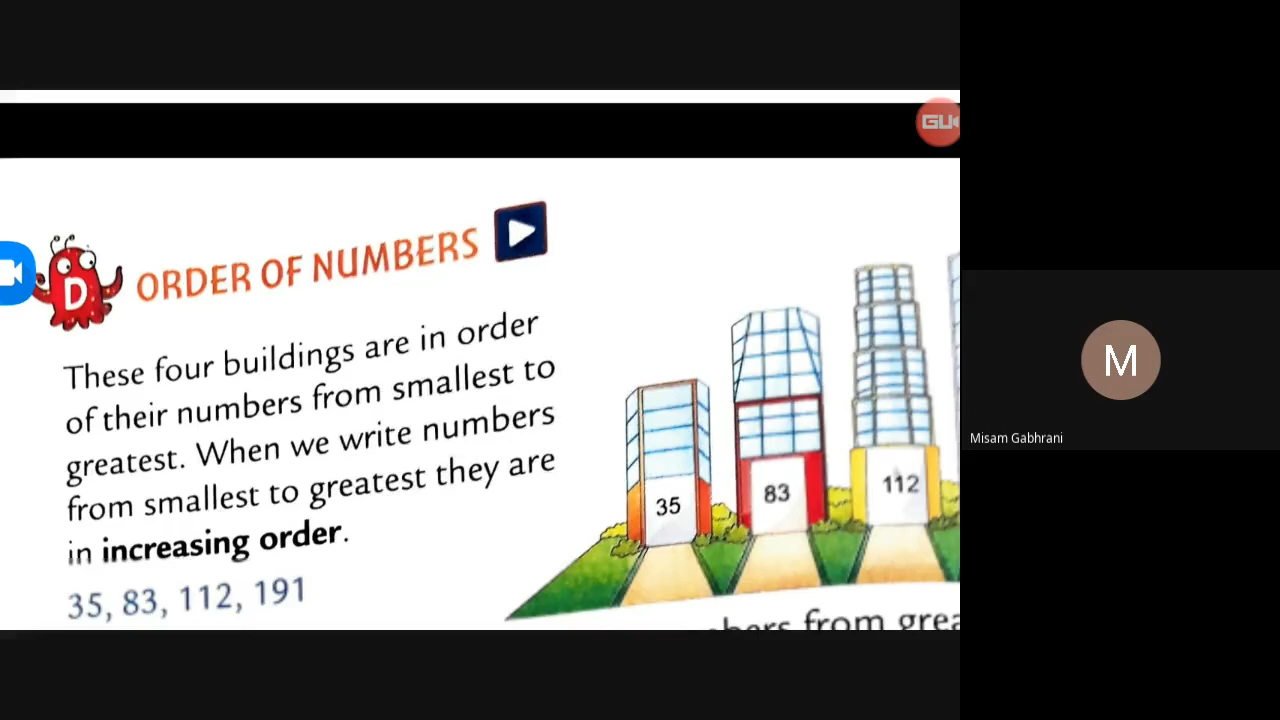 GU
D
ORDER OF NUMBERS
These four buildings are in order
of their numbers from smallest to
greatest. When we write numbers
from smallest to greatest they are
in increasing order.
35, 83, 112, 191
35
83
112
from
M
Misam Gabhrani